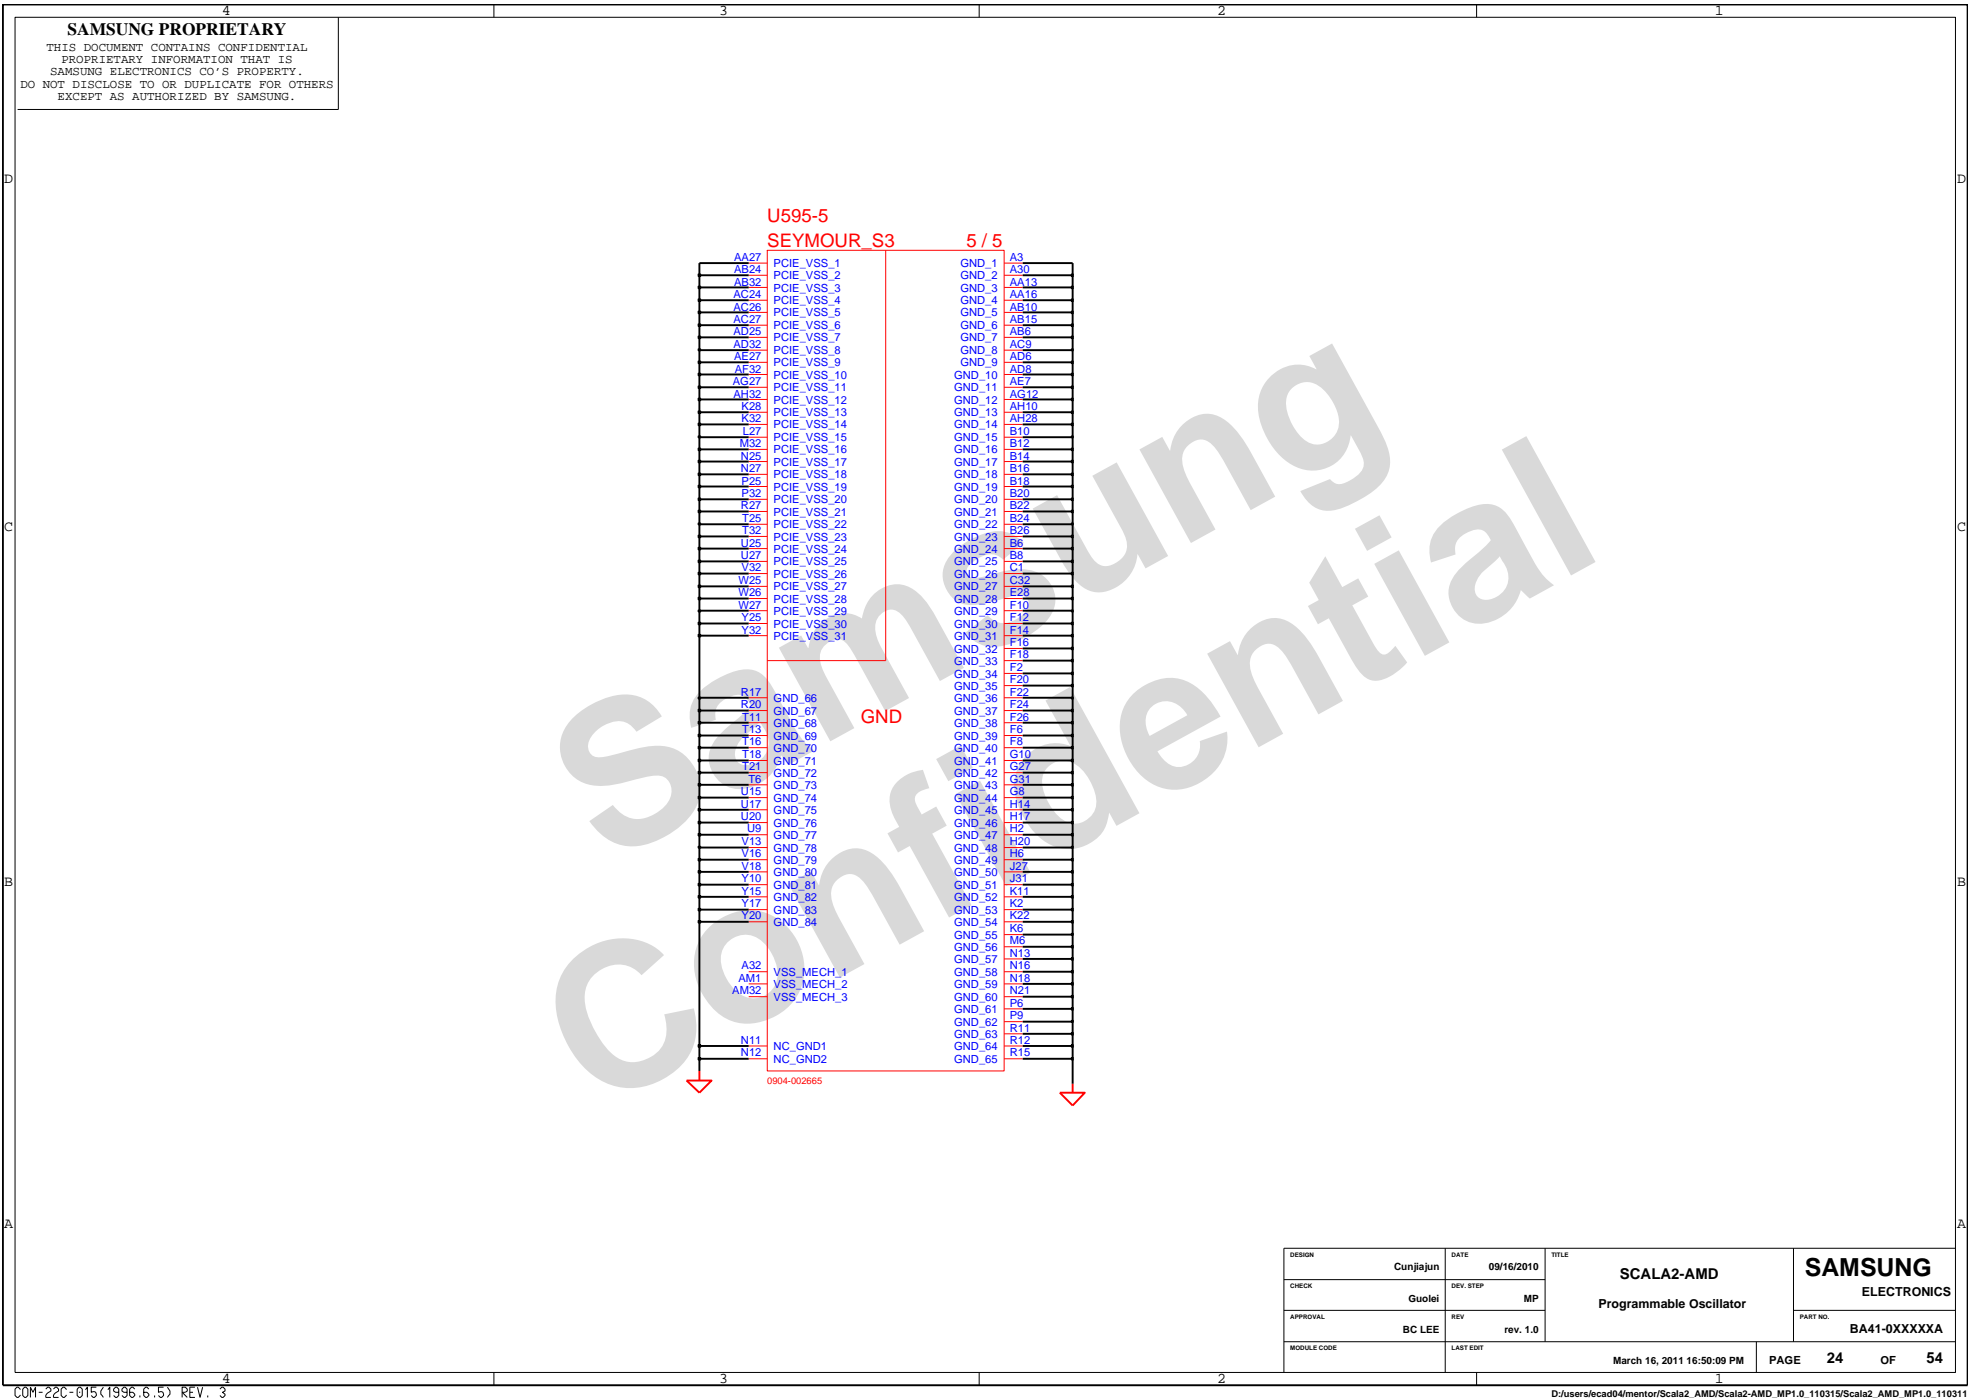 4 3 2 1
SAMSUNG PROPRIETARY
THIS DOCUMENT CONTAINS CONFIDENTIAL
PROPRIETARY INFORMATION THAT IS
SAMSUNG ELECTRONICS CO'S PROPERTY.
DO NOT DISCLOSE TO OR DUPLICATE FOR OTHERS
EXCEPT AS AUTHORIZED BY SAMSUNG.
D D
U595-5
SEYMOUR_S3 5 / 5
AA27 PCIE_VSS_1 GND_1 A3
AB24 PCIE_VSS_2 GND_2 A30
AB32 PCIE_VSS_3 GND_3 AA13
AC24 PCIE_VSS_4 GND_4 AA16
AC26 PCIE_VSS_5 GND_5 AB10
AC27 PCIE_VSS_6 GND_6 AB15
AD25 PCIE_VSS_7 GND_7 AB6
AD32 PCIE_VSS_8 GND_8 AC9
AE27 PCIE_VSS_9 GND_9 AD6
AF32 PCIE_VSS_10 GND_10 AD8
AG27 PCIE_VSS_11 GND_11 AE7
AH32 PCIE_VSS_12 GND_12 AG12
K28 PCIE_VSS_13 GND_13 AH10
K32 PCIE_VSS_14 GND_14 AH28
L27 PCIE_VSS_15 GND_15 B10
M32 PCIE_VSS_16 GND_16 B12
N25 PCIE_VSS_17 GND_17 B14
N27 PCIE_VSS_18 GND_18 B16
P25 PCIE_VSS_19 GND_19 B18
P32 PCIE_VSS_20 GND_20 B20
R27 PCIE_VSS_21 GND_21 B22
T25 PCIE_VSS_22 GND_22 B24
T32 PCIE_VSS_23 GND_23 B26
U25 PCIE_VSS_24 GND_24 B6
U27 PCIE_VSS_25 GND_25 B8
V32 PCIE_VSS_26 GND_26 C1
W25 PCIE_VSS_27 GND_27 C32
W26 PCIE_VSS_28 GND_28 E28
W27 PCIE_VSS_29 GND_29 F10
Y25 PCIE_VSS_30 GND_30 F12
Y32 PCIE_VSS_31 GND_31 F14
GND_32 F16
GND_33 F18
GND_34 F2
GND_35 F20
R17 GND_66 GND_36 F22
R20 GND_67 GND_37 F24
T11 GND_68 GND_38 F26
T13 GND_69 GND_39 F6
T16 GND_70 GND_40 F8
T18 GND_71 GND_41 G10
T21 GND_72 GND_42 G27
T6 GND_73 GND_43 G31
U15 GND_74 GND_44 G8
U17 GND_75 GND_45 H14
U20 GND_76 GND_46 H17
U9 GND_77 GND_47 H2
V13 GND_78 GND_48 H20
V16 GND_79 GND_49 H6
V18 GND_80 GND_50 J27
Y10 GND_81 GND_51 J31
Y15 GND_82 GND_52 K11
Y17 GND_83 GND_53 K2
Y20 GND_84 GND_54 K22
GND_55 K6
GND_56 M6
GND_57 N13
A32 VSS_MECH_1 GND_58 N16
AM1 VSS_MECH_2 GND_59 N18
AM32 VSS_MECH_3 GND_60 N21
GND_61 P6
GND_62 P9
GND_63 R11
N11 NC_GND1 GND_64 R12
N12 NC_GND2 GND_65 R15
GND
0904-002665
C C
Samsung
Confidential
B B
A A
DESIGN Cunjiajun DATE 09/16/2010 TITLE SCALA2-AMD
SAMSUNG
ELECTRONICS
CHECK Guolei DEV. STEP MP Programmable Oscillator
APPROVAL BC LEE REV rev. 1.0 PART NO. BA41-0XXXXXA
MODULE CODE LAST EDIT March 16, 2011 16:50:09 PM PAGE 24 OF 54
4 3 2 1
COM-22C-015(1996.6.5) REV. 3
D:/users/ecad04/mentor/Scala2_AMD/Scala2-AMD_MP1.0_110315/Scala2_AMD_MP1.0_110311